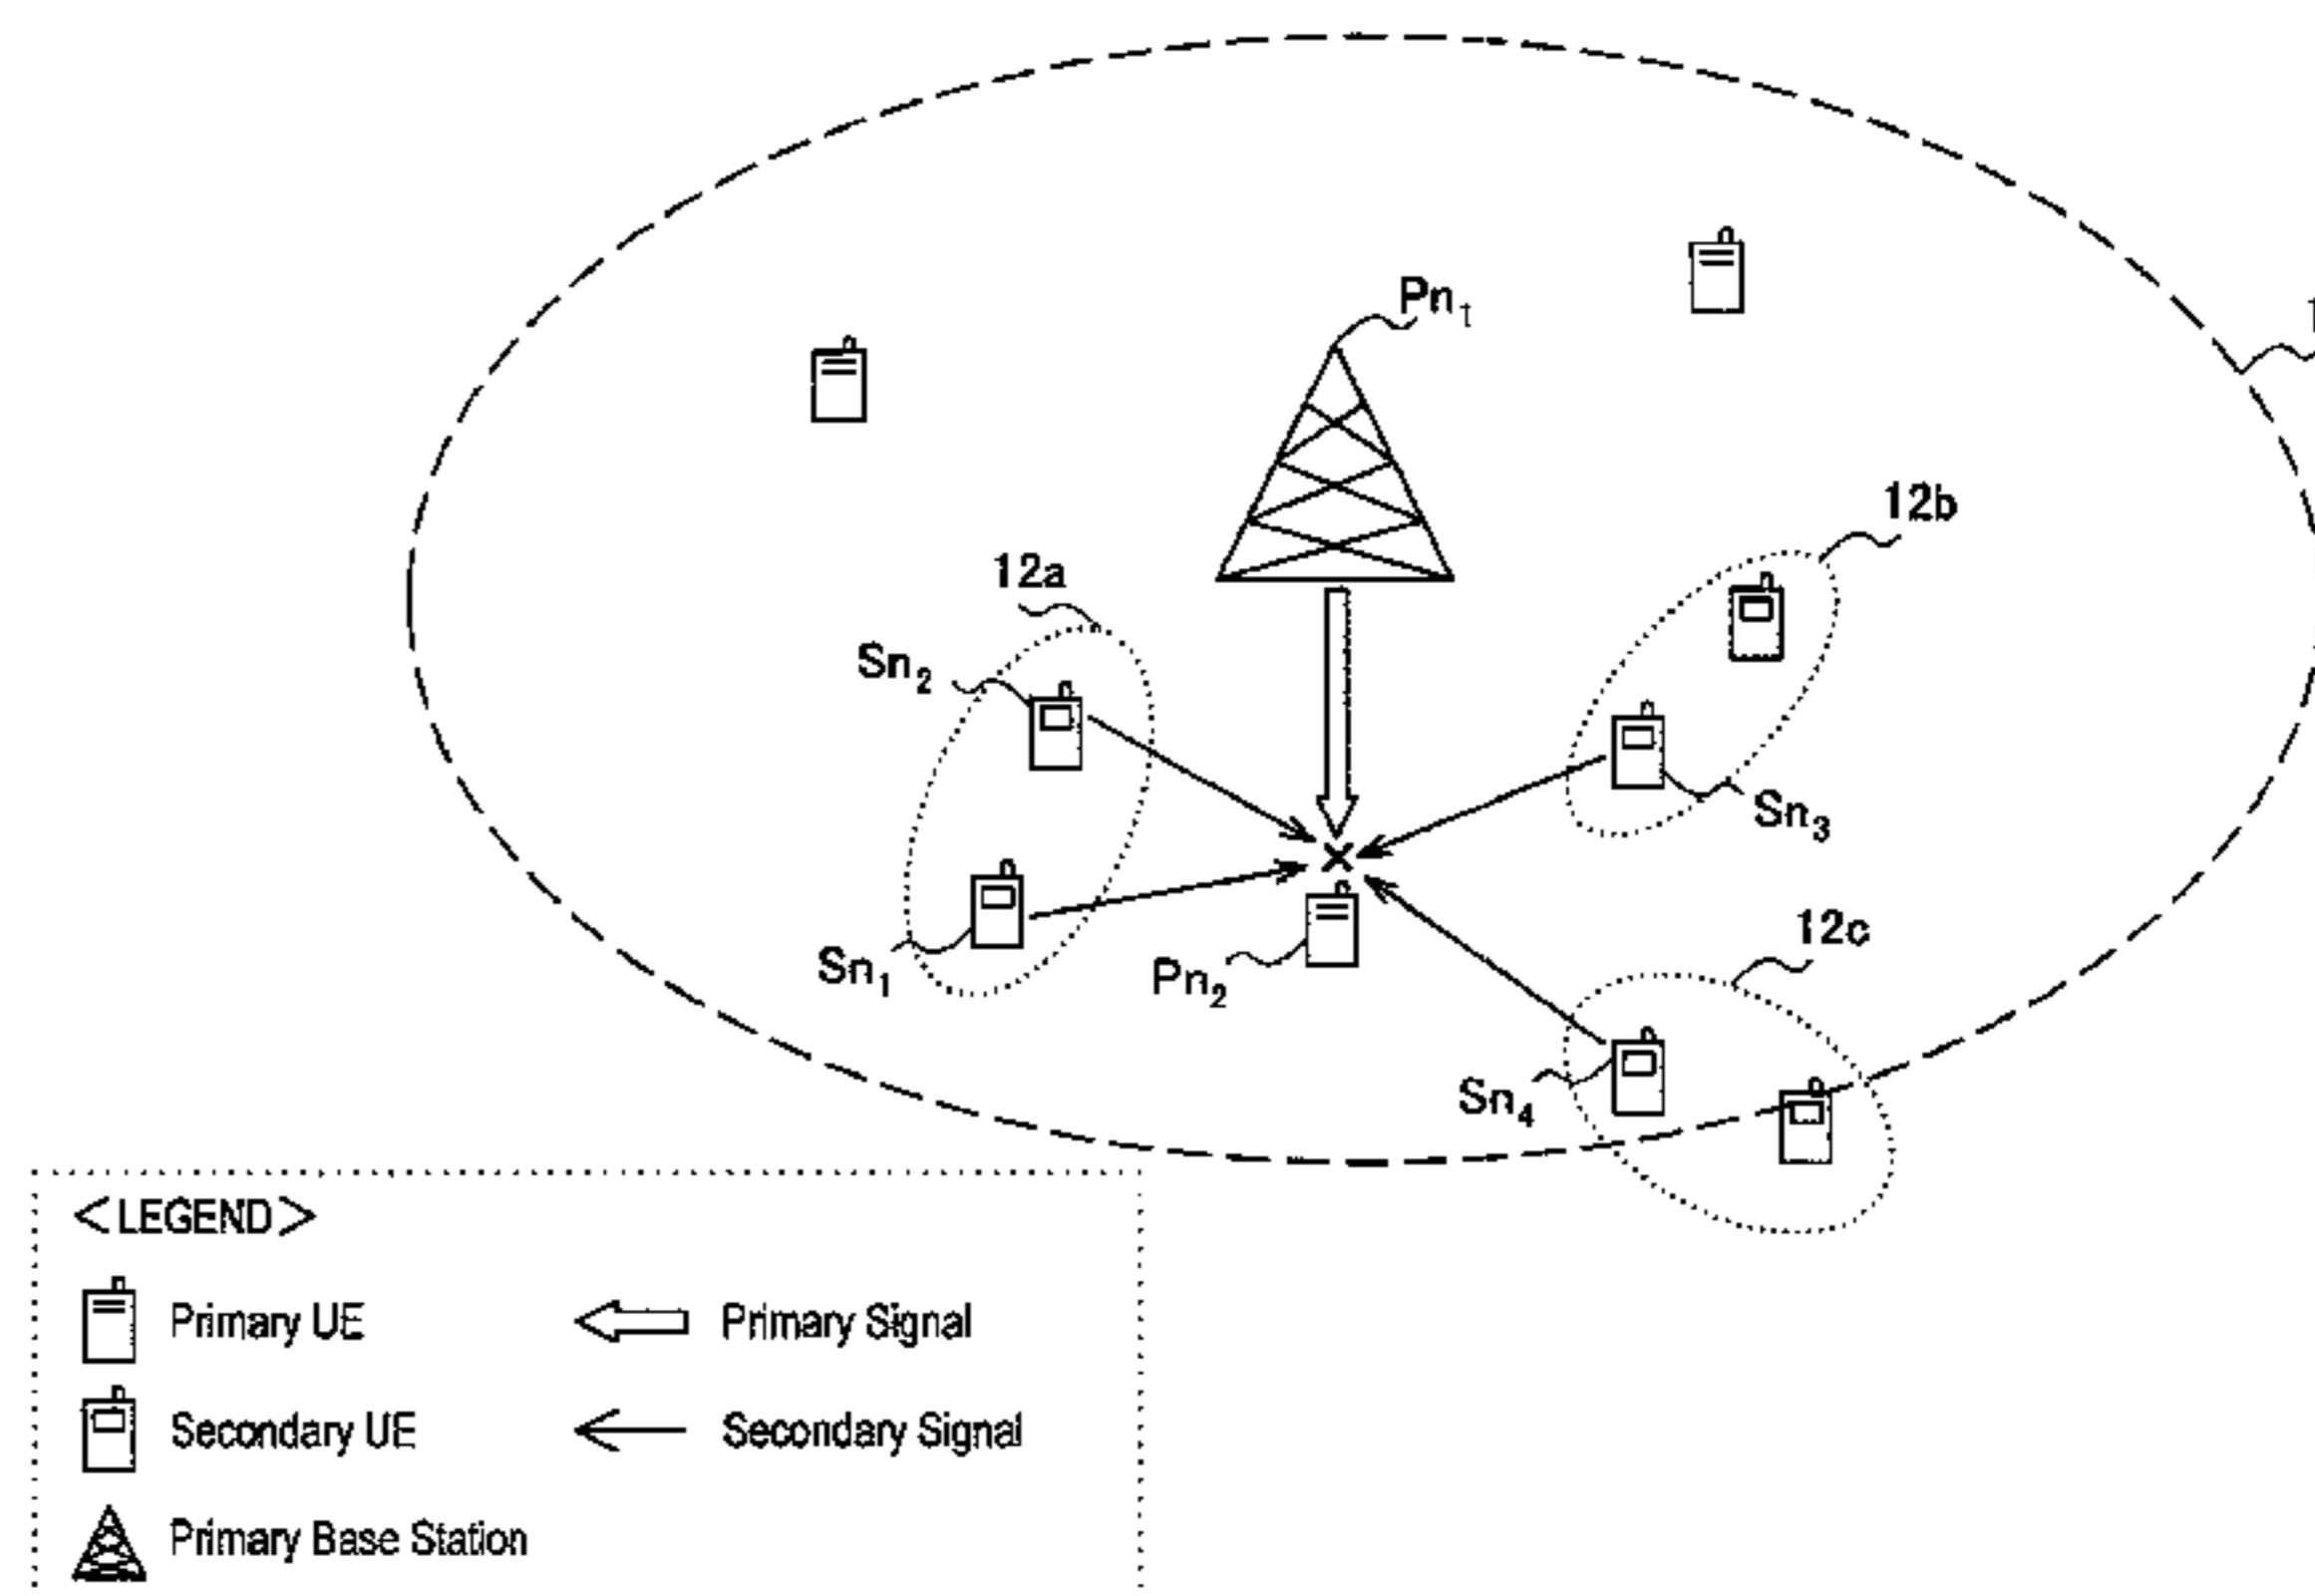 Pn₁
12b
12a
Sn₂
Sn₃
12c
Sn₁
Pn₂
Sn₄
<LEGEND>
Primary UE
Primary Signal
Secondary UE
Secondary Signal
Primary Base Station